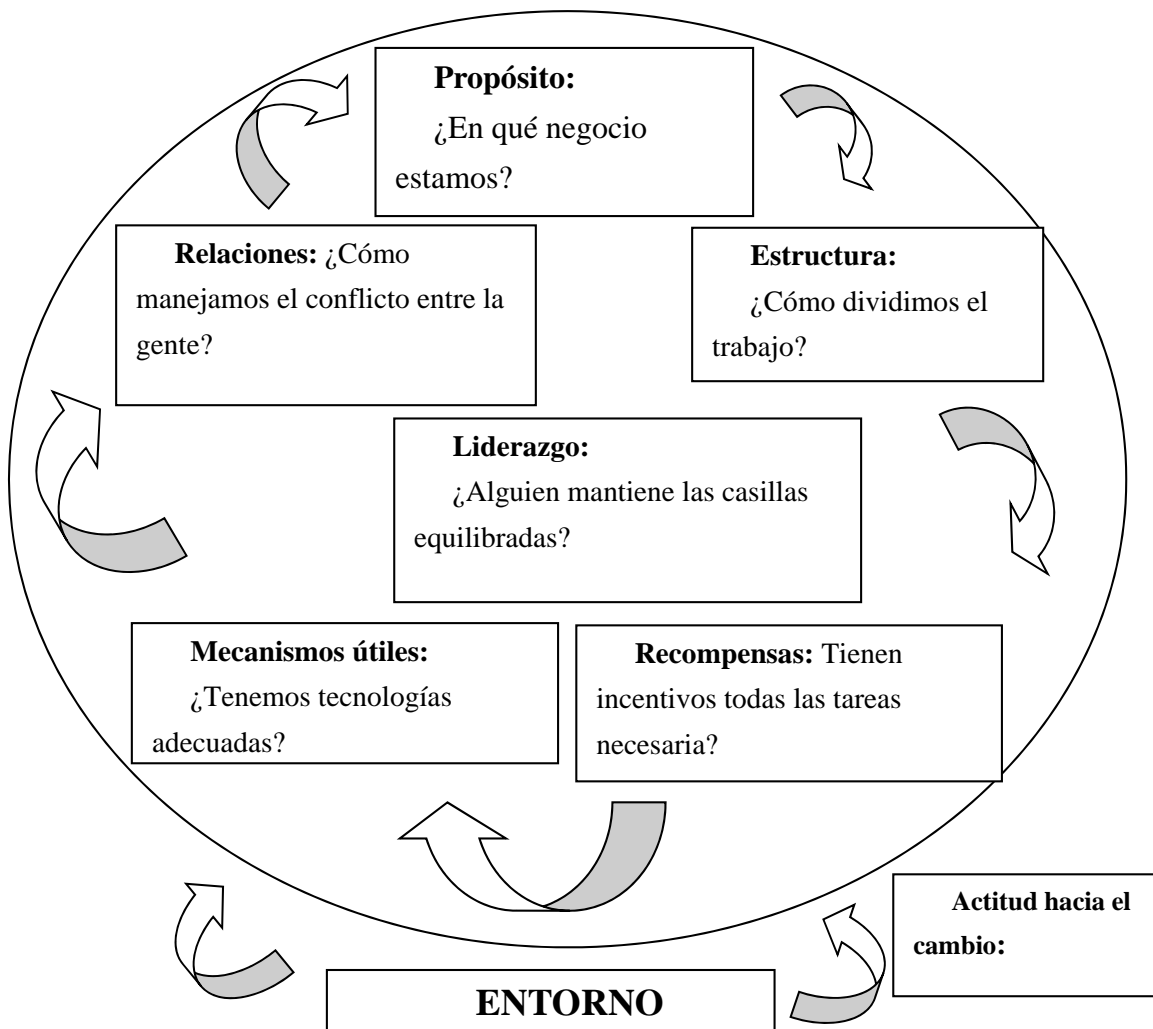 Propósito:
¿En qué negocio
estamos?
Relaciones: ¿Cómo
manejamos el conflicto entre la
gente?
Estructura:
¿Cómo dividimos el
trabajo?
Liderazgo:
¿Alguien mantiene las casillas
equilibradas?
Mecanismos útiles:
¿Tenemos tecnologías
adecuadas?
Recompensas: Tienen
incentivos todas las tareas
necesaria?
Actitud hacia el
cambio:
ENTORNO